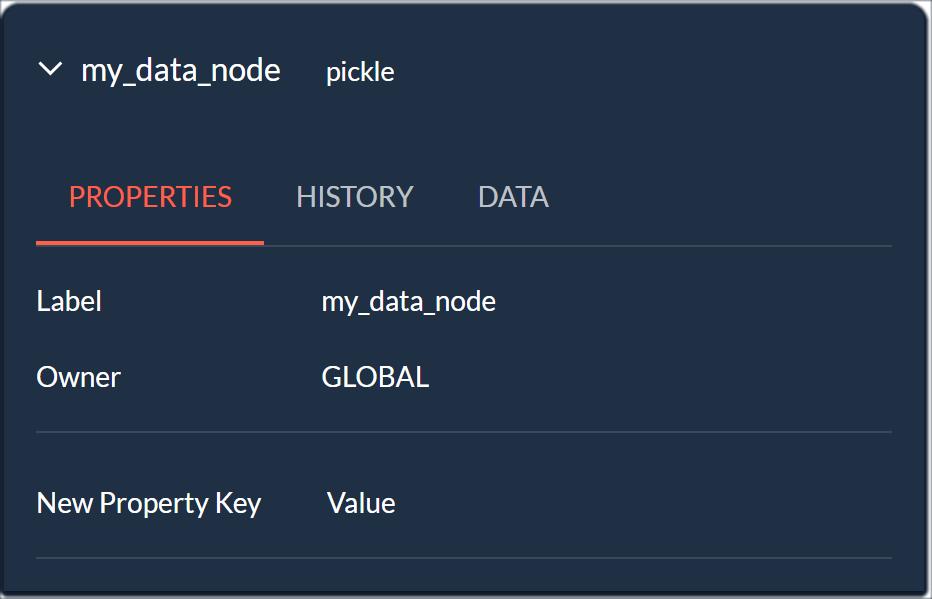 my_data_node pickle
PROPERTIES HISTORY DATA
Label my_data_node
Owner GLOBAL
New Property Key Value